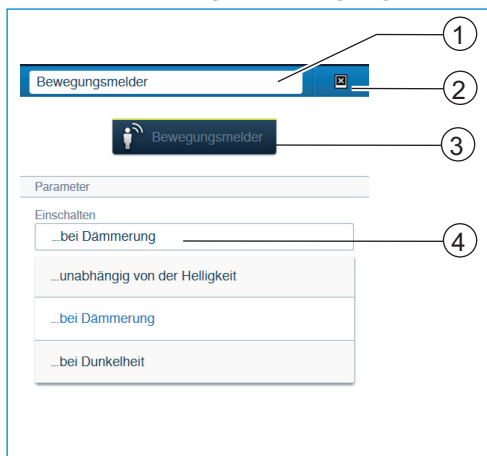 1
Bewegungsmelder
2
Bewegungsmelder
3
Parameter
Einschalten
...bei Dämmerung
4
...unabhängig von der Helligkeit
...bei Dämmerung
...bei Dunkelheit